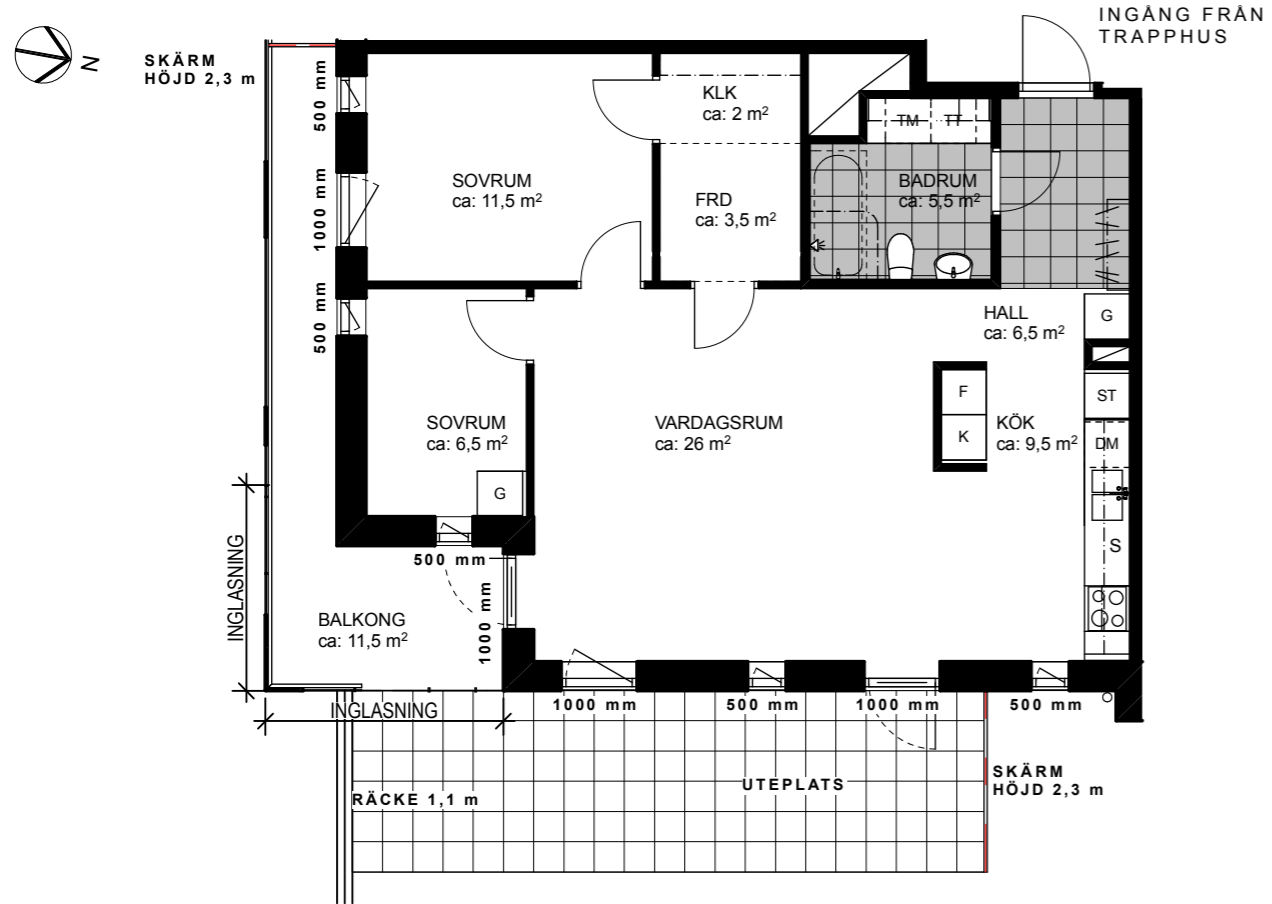 INGÅNG FRÅN
TRAPPHUS
N
SKÄRM
HÖJD 2,3 m
500 mm
KLK
ca: 2 m²
TM
TT
SOVRUM
ca: 11,5 m²
FRD
ca: 3,5 m²
BADRUM
ca: 5,5 m²
1000 mm
500 mm
HALL
ca: 6,5 m²
G
SOVRUM
ca: 6,5 m²
G
VARDAGSRUM
ca: 26 m²
F
K
KÖK
ca: 9,5 m²
ST
DM
S
INGLASNING
BALKONG
ca: 11,5 m²
500 mm
1000 mm
INGLASNING
1000 mm
500 mm
1000 mm
500 mm
RÄCKE 1,1 m
UTEPLATS
SKÄRM
HÖJD 2,3 m